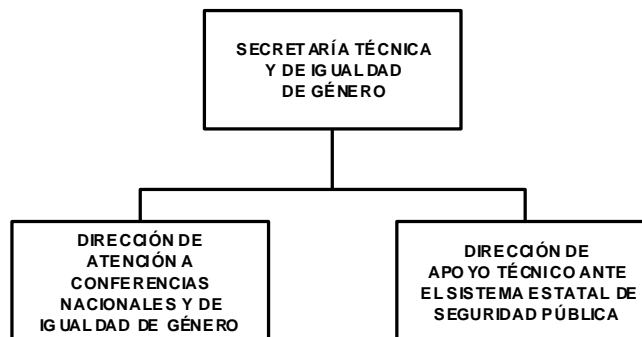 SECRETARÍA TÉCNICA
Y DE IGUALDAD
DE GÉNERO
DIRECCIÓN DE
ATENCIÓN A
CONFERENCIAS
NACIONALES Y DE
IGUALDAD DE GÉNERO
DIRECCIÓN DE
APOYO TÉCNICO ANTE
EL SISTEMA ESTATAL DE
SEGURIDAD PÚBLICA